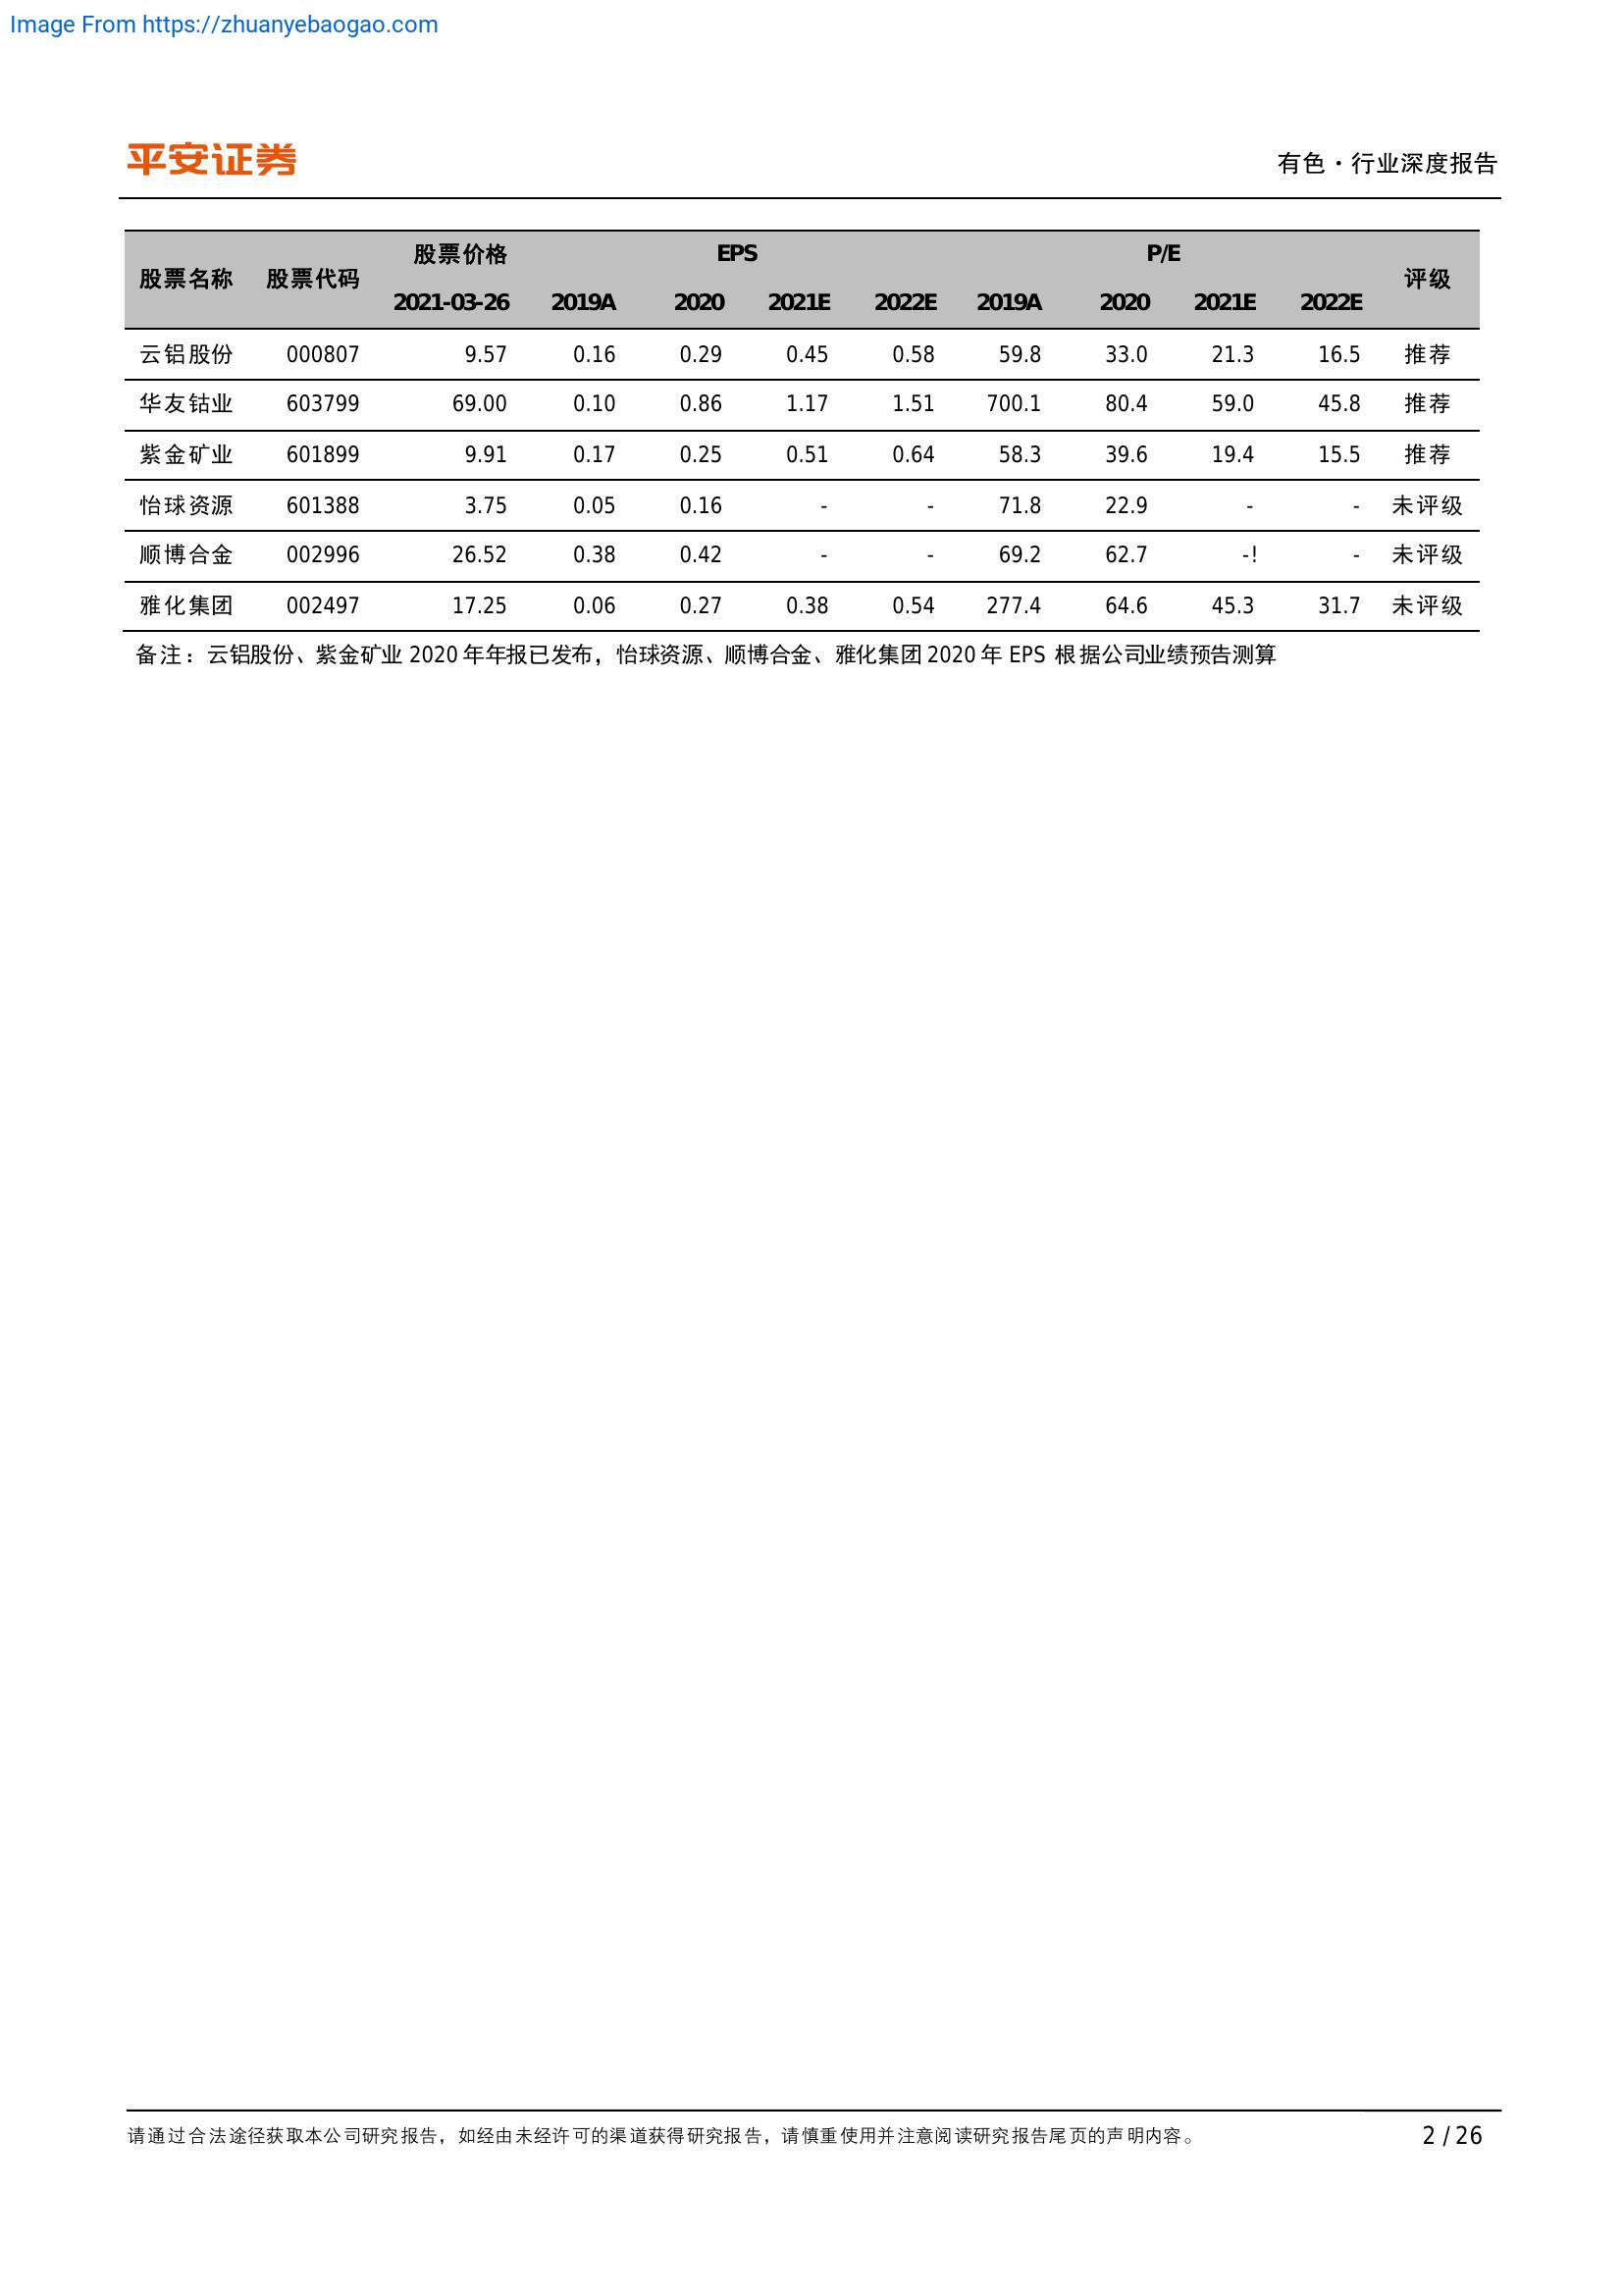 Image From https://zhuanyebaogao.com
平安证券
有色·行业深度报告
股票价格 EPS P/E
股票名称 股票代码 评级
2021-03-26 2019A 2020 2021E 2022E 2019A 2020 2021E 2022E
云铝股份 000807 9.57 0.16 0.29 0.45 0.58 59.8 33.0 21.3 16.5 推荐
华友钴业 603799 69.00 0.10 0.86 1.17 1.51 700.1 80.4 59.0 45.8 推荐
紫金矿业 601899 9.91 0.17 0.25 0.51 0.64 58.3 39.6 19.4 15.5 推荐
怡球资源 601388 3.75 0.05 0.16 - - 71.8 22.9 - - 未评级
顺博合金 002996 26.52 0.38 0.42 - - 69.2 62.7 -! - 未评级
雅化集团 002497 17.25 0.06 0.27 0.38 0.54 277.4 64.6 45.3 31.7 未评级
备注：云铝股份、紫金矿业 2020 年年报已发布，怡球资源、顺博合金、雅化集团 2020 年 EPS 根据公司业绩预告测算
请通过合法途径获取本公司研究报告，如经由未经许可的渠道获得研究报告，请慎重使用并注意阅读研究报告尾页的声明内容。
2 / 26